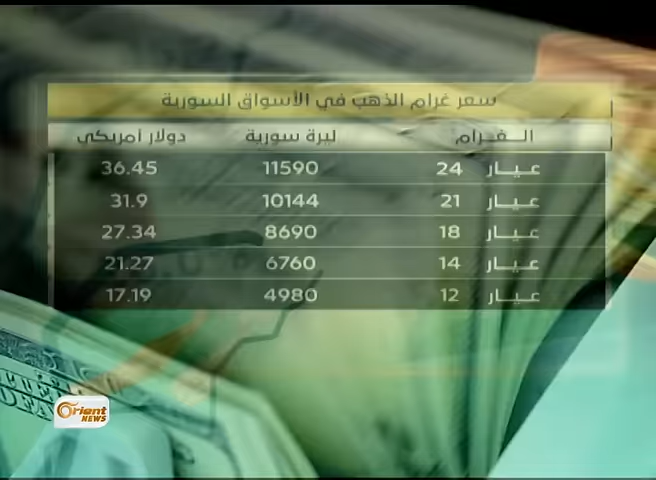 سعر غرام الذهب في الأسواق السورية
الغرام ليرة سورية دولار أمريكي
عيار 24 11590 36.45
عيار 21 10144 31.9
عيار 18 8690 27.34
عيار 14 6760 21.27
عيار 12 4980 17.19
Orient
NEWS